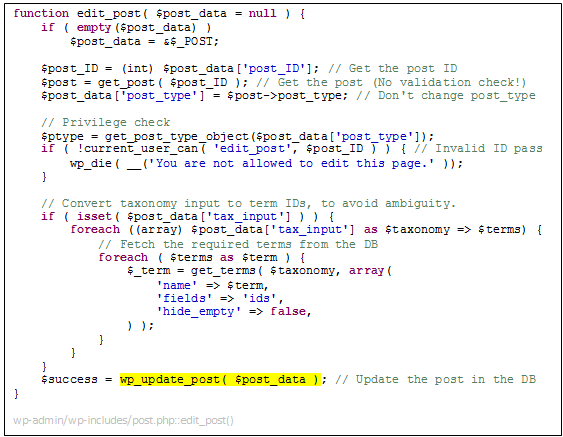 function edit_post( $post_data = null ) {
if ( empty($post_data) )
$post_data = &$_POST;
$post_ID = (int) $post_data['post_ID']; // Get the post ID
$post = get_post( $post_ID ); // Get the post (No validation check!)
$post_data['post_type'] = $post->post_type; // Don't change post_type
// Privilege check
$ptype = get_post_type_object($post_data['post_type']);
if ( !current_user_can( 'edit_post', $post_ID ) ) { // Invalid ID pass
wp_die( __('You are not allowed to edit this page.' ));
}
// Convert taxonomy input to term IDs, to avoid ambiguity.
if ( isset( $post_data['tax_input'] ) ) {
foreach ((array) $post_data['tax_input'] as $taxonomy => $terms) {
// Fetch the required terms from the DB
foreach ( $terms as $term ) {
$_term = get_terms( $taxonomy, array(
'name' => $term,
'fields' => 'ids',
'hide_empty' => false,
) );
}
}
}
$success = wp_update_post( $post_data ); // Update the post in the DB
}
wp-admin/wp-includes/post.php::edit_post()